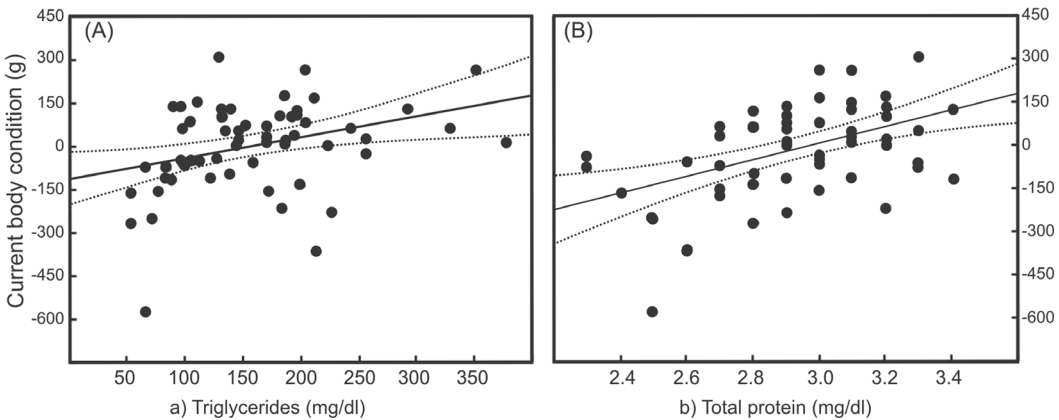 450
300
150
0
-150
-300
-450
-600
Current body condition (g)
(A)
50 100 150 200 250 300 350
a) Triglycerides (mg/dl)
(B)
2.4 2.6 2.8 3.0 3.2 3.4
b) Total protein (mg/dl)
450
300
150
0
-150
-300
-450
-600